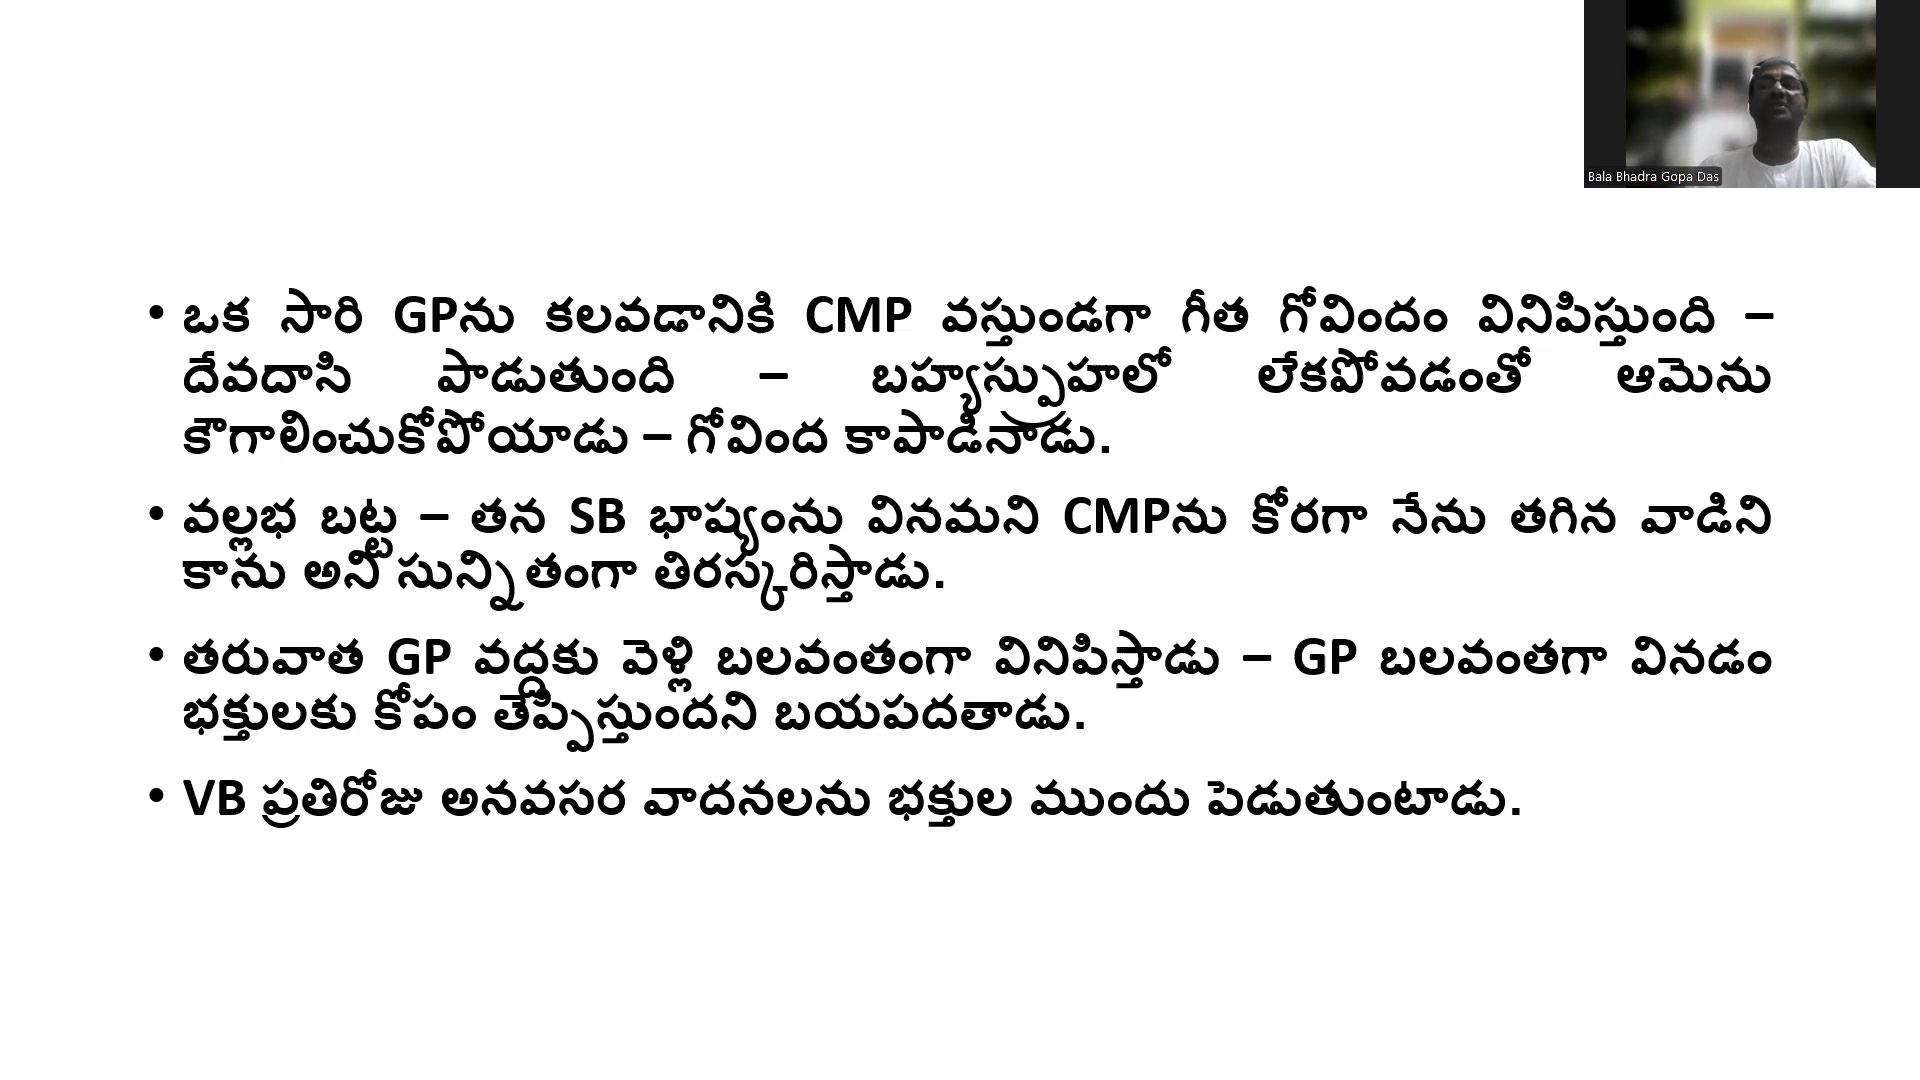 Bala Bhadra Gopa Das
• ఒక సారి GPను కలవడానికి CMP వస్తుండగా గీత గోవిందం వినిపిస్తుంది –
దేవదాసి పాడుతుంది – బహ్యస్పృహలో లేకపోవడంతో ఆమెను
కౌగాలించుకోపోయాడు – గోవింద కాపాడినాడు.
• వల్లభ బట్ట – తన SB భాష్యంను వినమని CMPను కోరగా నేను తగిన వాడిని
కాను అని సున్నితంగా తిరస్కరిస్తాడు.
• తరువాత GP వద్దకు వెళ్లి బలవంతంగా వినిపిస్తాడు – GP బలవంతగా వినడం
భక్తులకు కోపం తెప్పిస్తుందని బయపదతాడు.
• VB ప్రతిరోజు అనవసర వాదనలను భక్తుల ముందు పెడుతుంటాడు.